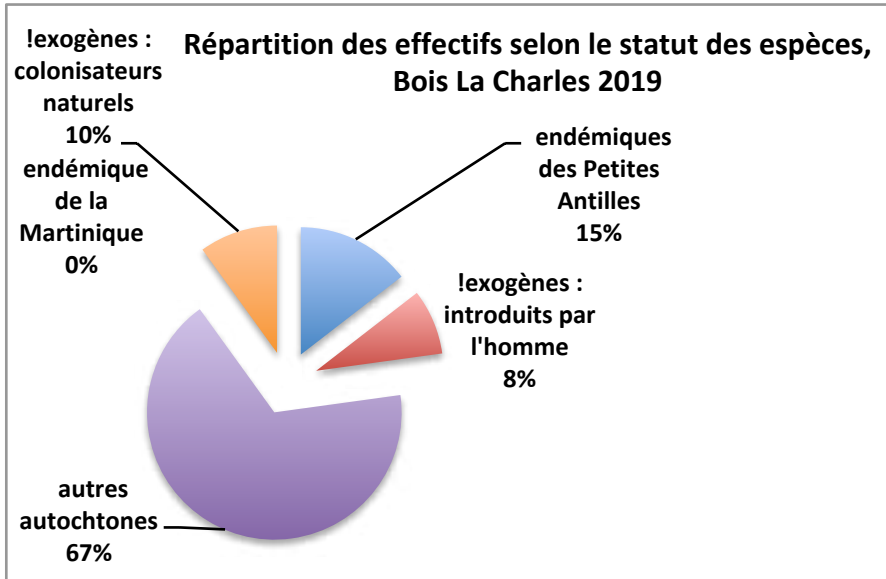 Répartition des effectifs selon le statut des espèces,
Bois La Charles 2019
!exogènes :
colonisateurs
naturels
10%
endémique
de la
Martinique
0%
endémiques
des Petites
Antilles
15%
!exogènes :
introduits par
l'homme
8%
autres
autochtones
67%